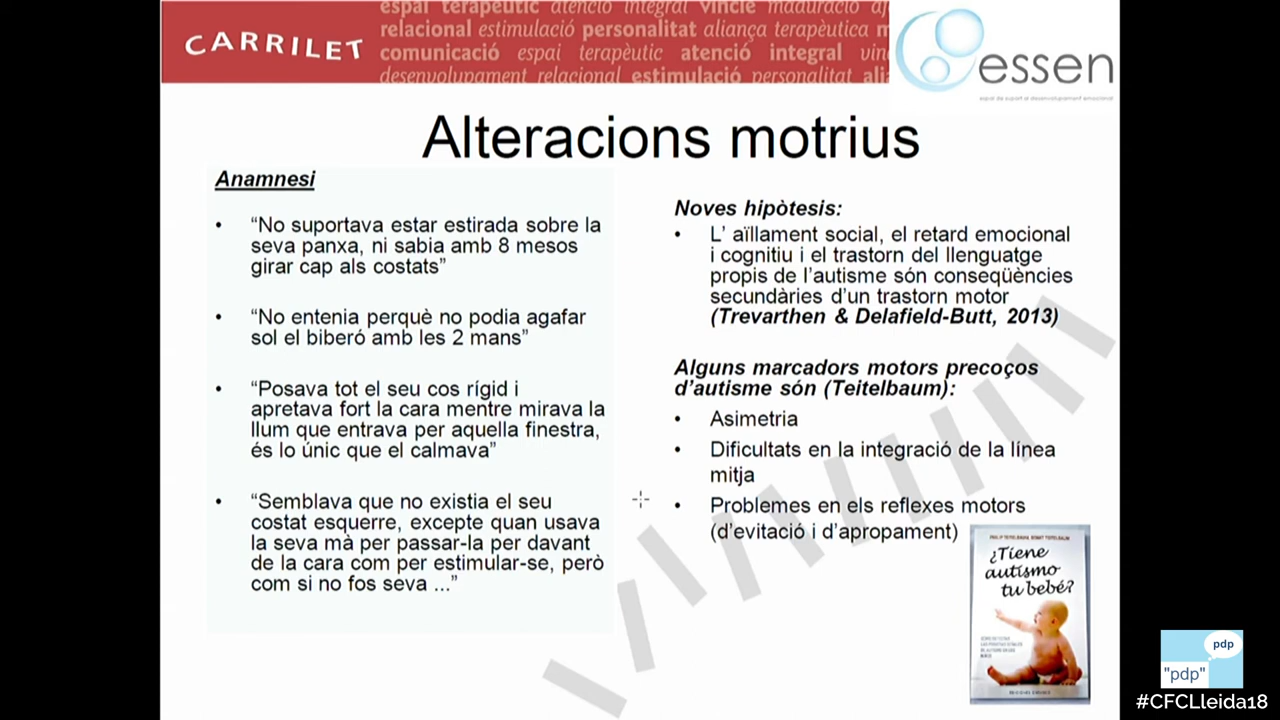 CARRILET
espai terapèutic atenció integral vincle maduració
relacional estimulació personalitat aliança terapèutica
comunicació espai terapèutic atenció integral
desenvolupament relacional estimulació personalitat
essen
espai de suport al desenvolupament emocional
Alteracions motrius
Anamnesi
• “No suportava estar estirada sobre la
seva panxa, ni sabia amb 8 mesos
girar cap als costats”
• “No entenia perquè no podia agafar
sol el biberó amb les 2 mans”
• “Posava tot el seu cos rígid i
apretava fort la cara mentre mirava la
llum que entrava per aquella finestra,
és lo únic que el calmava”
• “Semblava que no existia el seu
costat esquerre, excepte quan usava
la seva mà per passar-la per davant
de la cara com per estimular-se, però
com si no fos seva ...”
Noves hipòtesis:
• L’ aïllament social, el retard emocional
i cognitiu i el trastorn del llenguatge
propis de l’autisme són conseqüències
secundàries d’un trastorn motor
(Trevarthen & Delafield-Butt, 2013)
Alguns marcadors motors precoços
d’autisme són (Teitelbaum):
• Asimetria
• Dificultats en la integració de la línea
mitja
• Problemes en els reflexes motors
(d’evitació i d’apropament)
¿Tiene
autismo
tu bebé?
pdp
"pdp"
#CFCLleida18